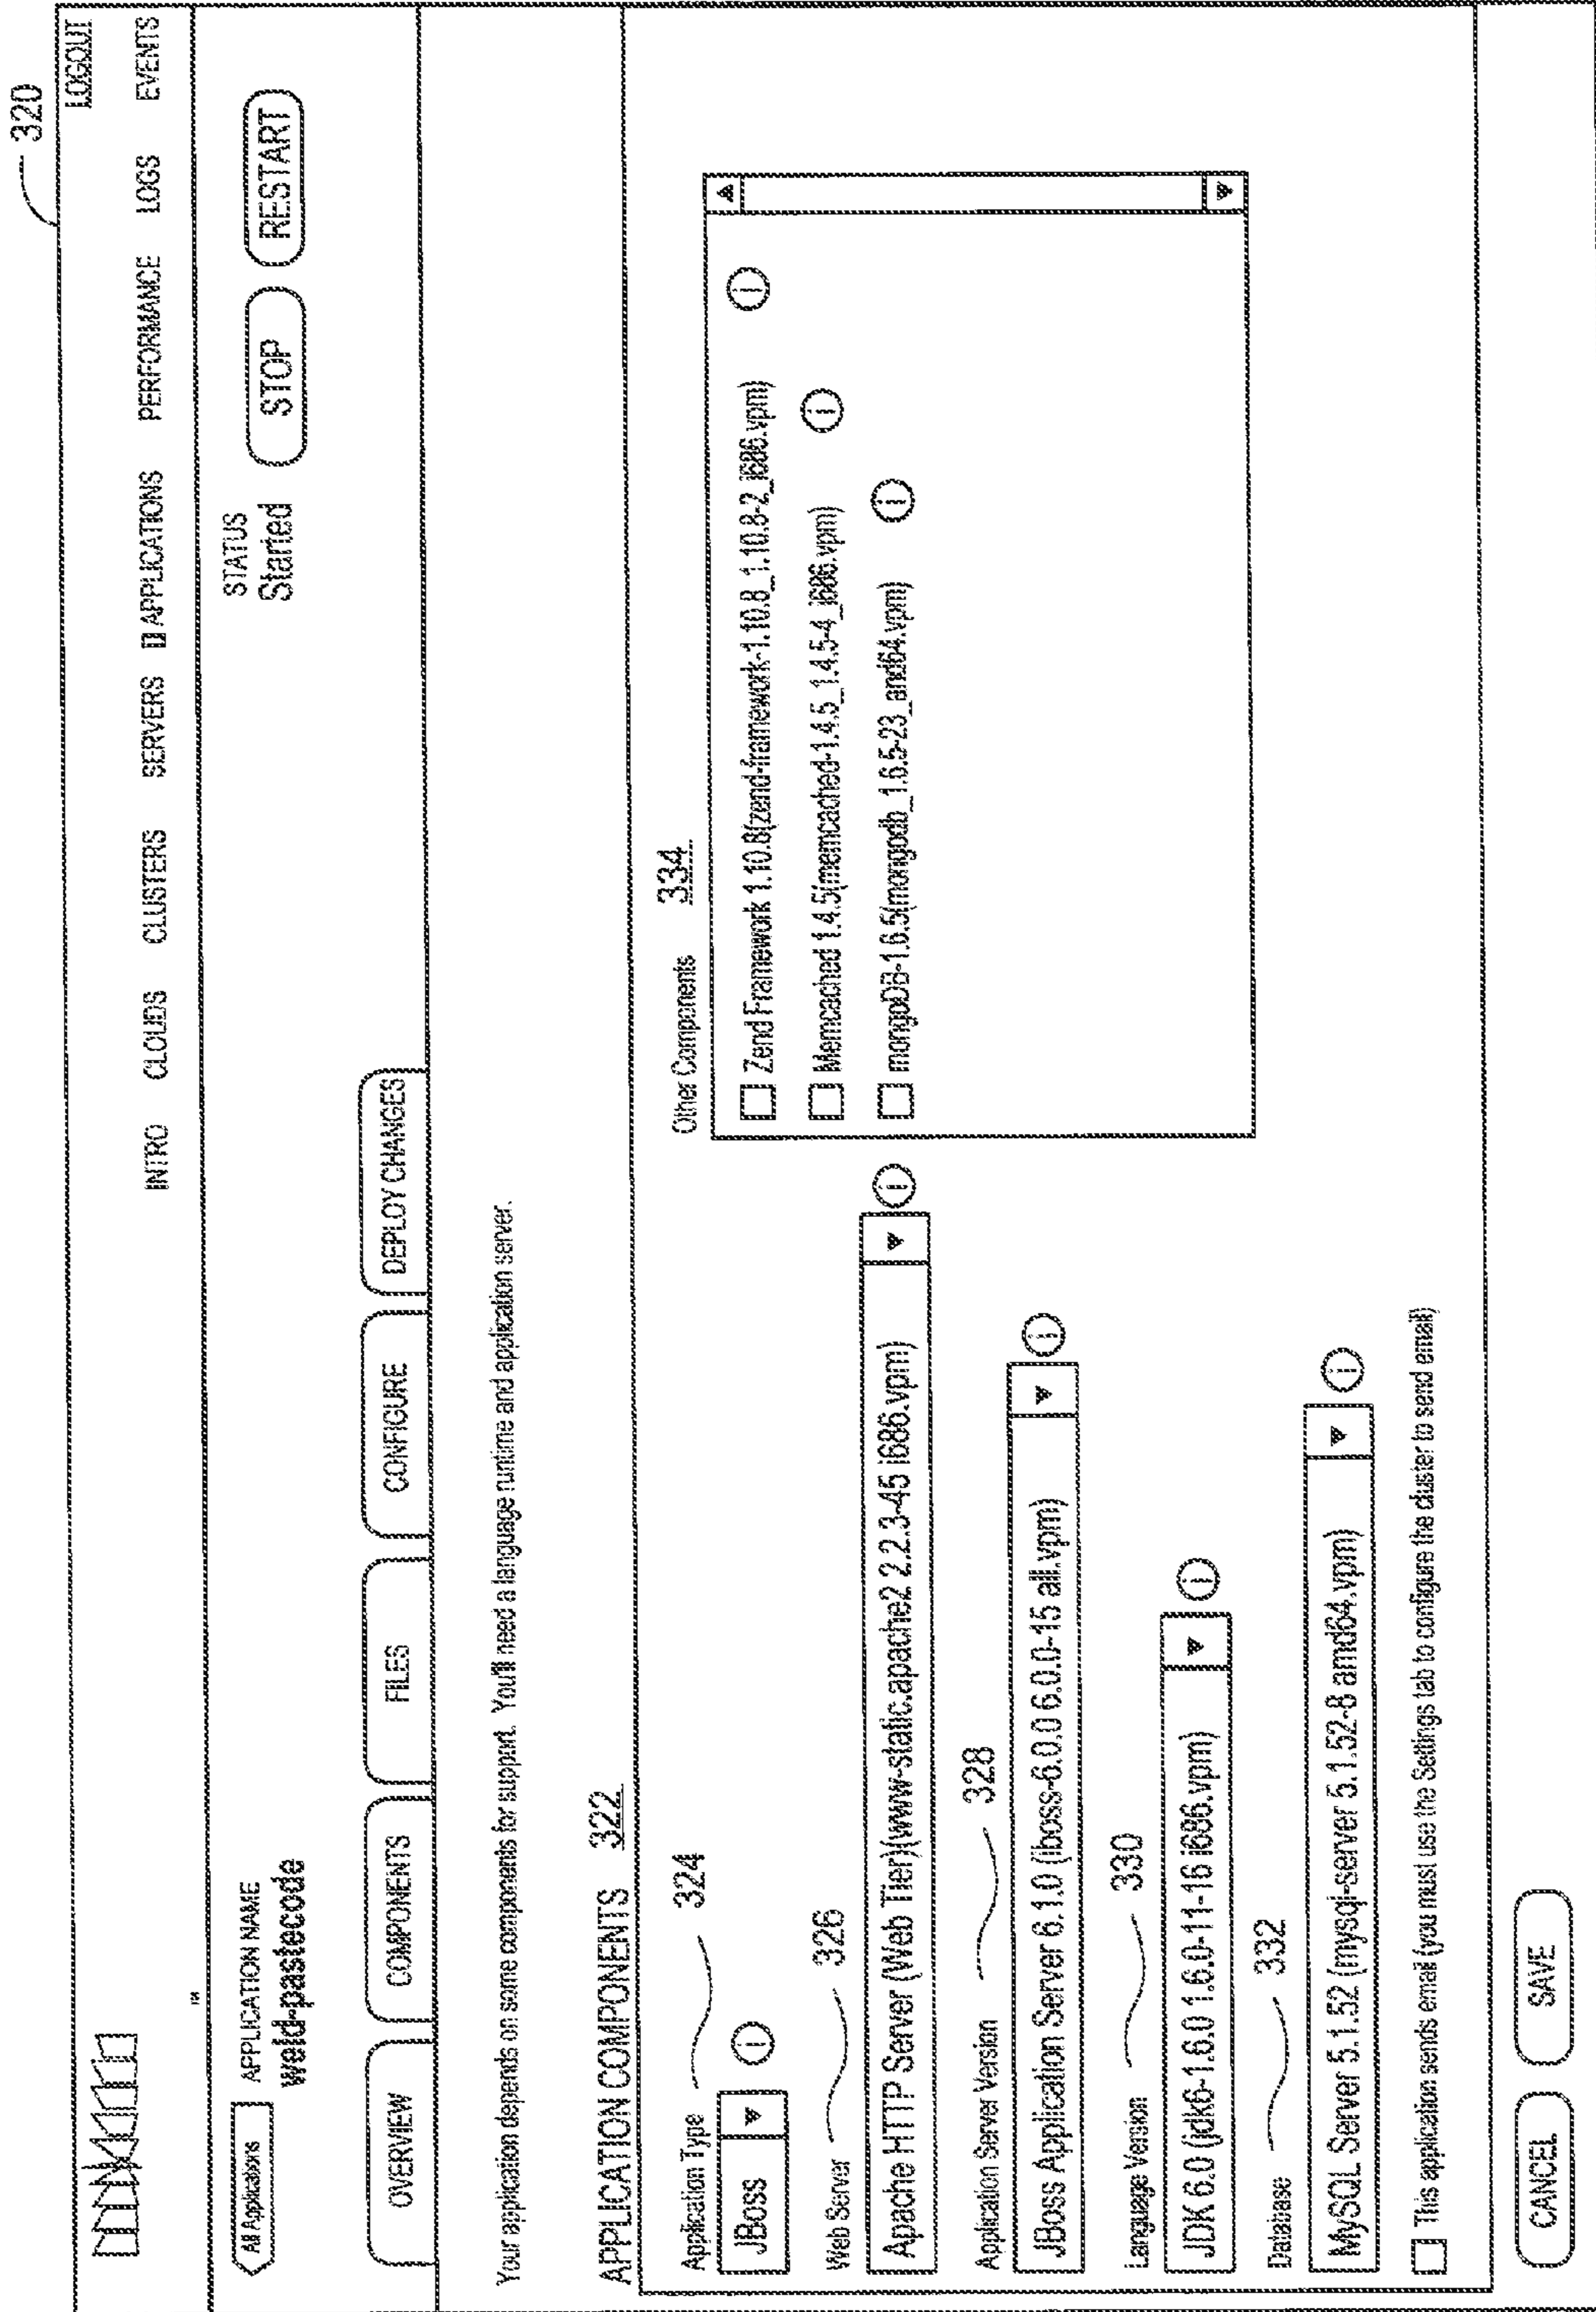 320
LOGOUT
INTRO CLOUDS CLUSTERS SERVERS APPLICATIONS PERFORMANCE LOGS EVENTS
All Applications
APPLICATION NAME
weld-pastecode
STATUS
Started
STOP
RESTART
OVERVIEW
COMPONENTS
FILES
CONFIGURE
DEPLOY CHANGES
Your application depends on some components for support. You'll need a language runtime and application server.
APPLICATION COMPONENTS 322
Application Type 324
JBoss i
Web Server 326
Apache HTTP Server (Web Tier)(www-static.apache2 2.2.3-45 i686.vpm) i
Application Server Version 328
JBoss Application Server 6.1.0 (iboss-6.0.0 6.0.0-15 all.vpm) i
Language Version 330
JDK 6.0 (jdk6-1.6.0 1.6.0-11-16 i686.vpm) i
Database 332
MySQL Server 5.1.52 (mysql-server 5.1.52-8 amd64.vpm) i
This application sends email (you must use the Settings tab to configure the cluster to send email)
Other Components 334
Zend Framework 1.10.8(zend-framework-1.10.8_1.10.8-2_i686.vpm) i
Memcached 1.4.5(memcached-1.4.5_1.4.5-4_i686.vpm) i
mongoDB-1.6.5(mongodb_1.6.5-23_and64.vpm) i
CANCEL
SAVE